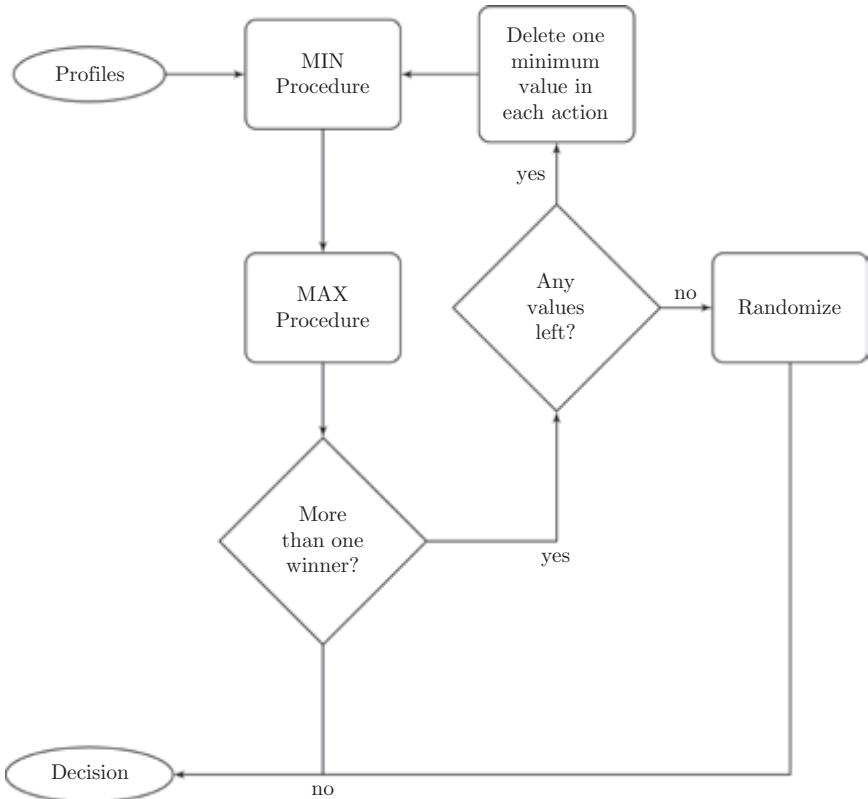 Profiles
MIN
Procedure
Delete one
minimum
value in
each action
yes
MAX
Procedure
Any
values
left?
no
Randomize
More
than one
winner?
yes
Decision
no